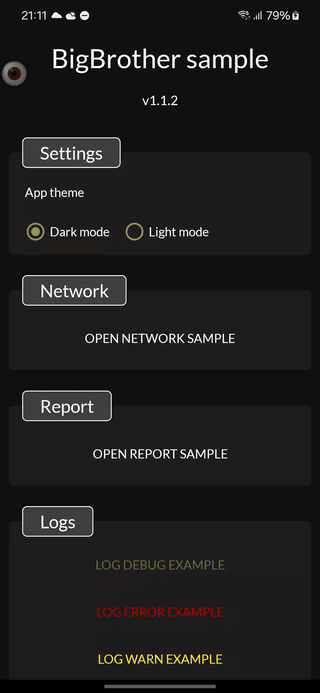 21:11 79%
BigBrother sample
v1.1.2
Settings
App theme
Dark mode Light mode
Network
OPEN NETWORK SAMPLE
Report
OPEN REPORT SAMPLE
Logs
LOG DEBUG EXAMPLE
LOG ERROR EXAMPLE
LOG WARN EXAMPLE